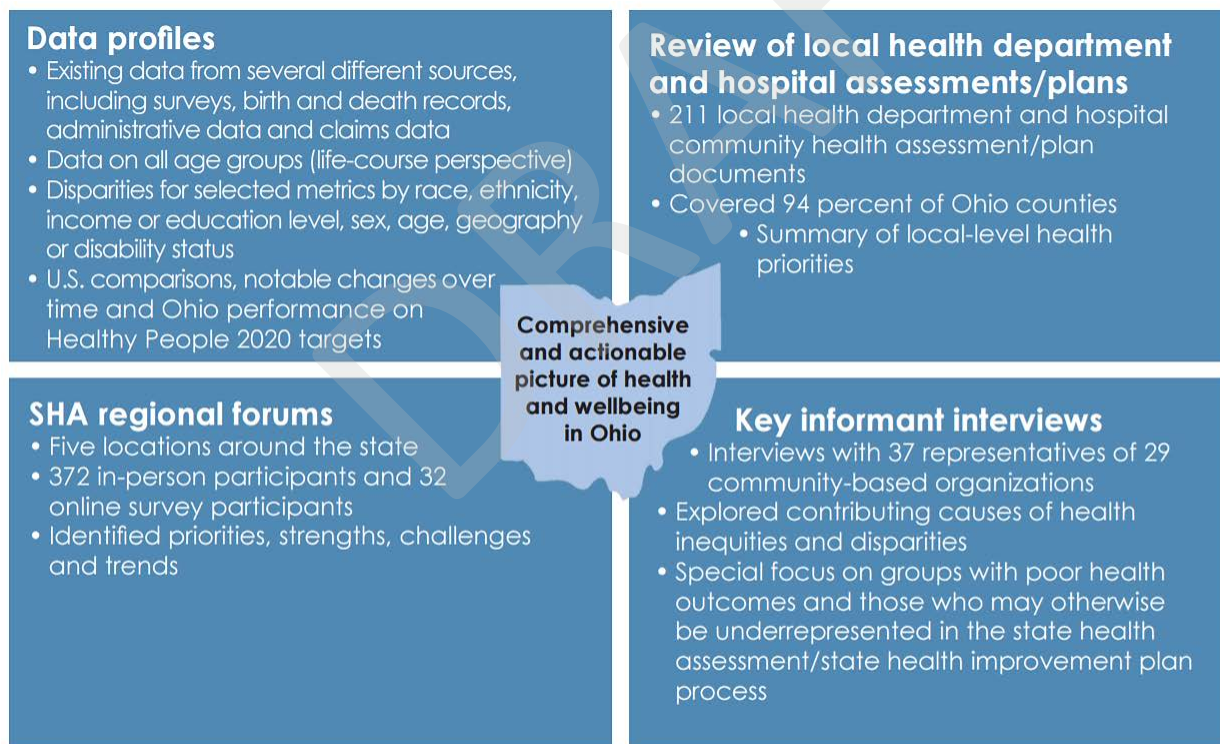 Data profiles
• Existing data from several different sources,
including surveys, birth and death records,
administrative data and claims data
• Data on all age groups (life-course perspective)
• Disparities for selected metrics by race, ethnicity,
income or education level, sex, age, geography
or disability status
• U.S. comparisons, notable changes over
time and Ohio performance on
Healthy People 2020 targets
Review of local health department
and hospital assessments/plans
• 211 local health department and hospital
community health assessment/plan
documents
• Covered 94 percent of Ohio counties
• Summary of local-level health
priorities
Comprehensive
and actionable
picture of health
and wellbeing
in Ohio
SHA regional forums
• Five locations around the state
• 372 in-person participants and 32
online survey participants
• Identified priorities, strengths, challenges
and trends
Key informant interviews
• Interviews with 37 representatives of 29
community-based organizations
• Explored contributing causes of health
inequities and disparities
• Special focus on groups with poor health
outcomes and those who may otherwise
be underrepresented in the state health
assessment/state health improvement plan
process